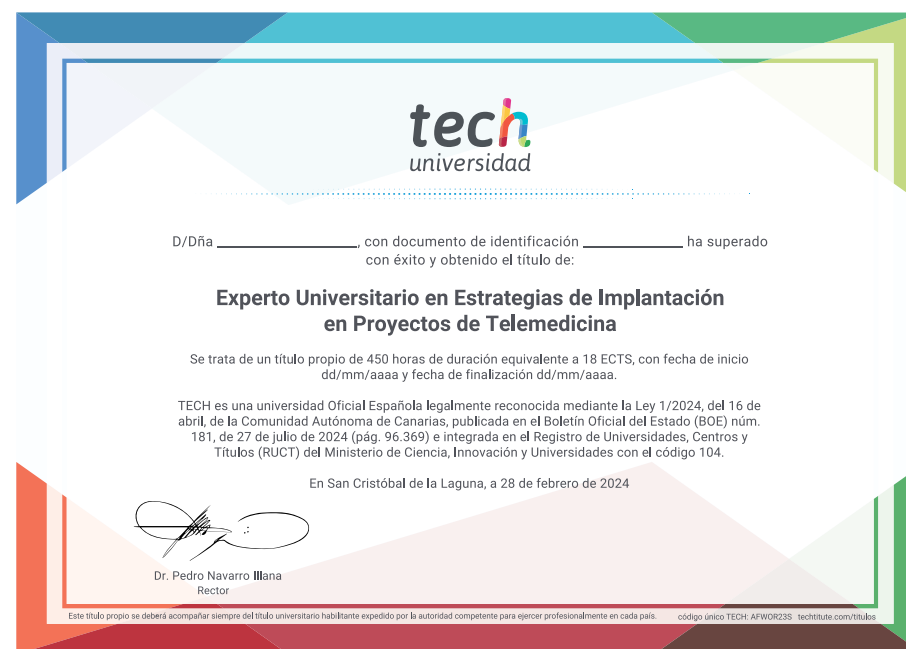 tech
universidad
D/Dña ____________________, con documento de identificación ______________ ha superado
con éxito y obtenido el título de:
Experto Universitario en Estrategias de Implantación
en Proyectos de Telemedicina
Se trata de un título propio de 450 horas de duración equivalente a 18 ECTS, con fecha de inicio
dd/mm/aaaa y fecha de finalización dd/mm/aaaa.
TECH es una universidad Oficial Española legalmente reconocida mediante la Ley 1/2024, del 16 de
abril, de la Comunidad Autónoma de Canarias, publicada en el Boletín Oficial del Estado (BOE) núm.
181, de 27 de julio de 2024 (pág. 96.369) e integrada en el Registro de Universidades, Centros y
Títulos (RUCT) del Ministerio de Ciencia, Innovación y Universidades con el código 104.
En San Cristóbal de la Laguna, a 28 de febrero de 2024
Dr. Pedro Navarro Illana
Rector
Este título propio se deberá acompañar siempre del título universitario habilitante expedido por la autoridad competente para ejercer profesionalmente en cada país. código único TECH: AFWOR23S techtitute.com/titulos